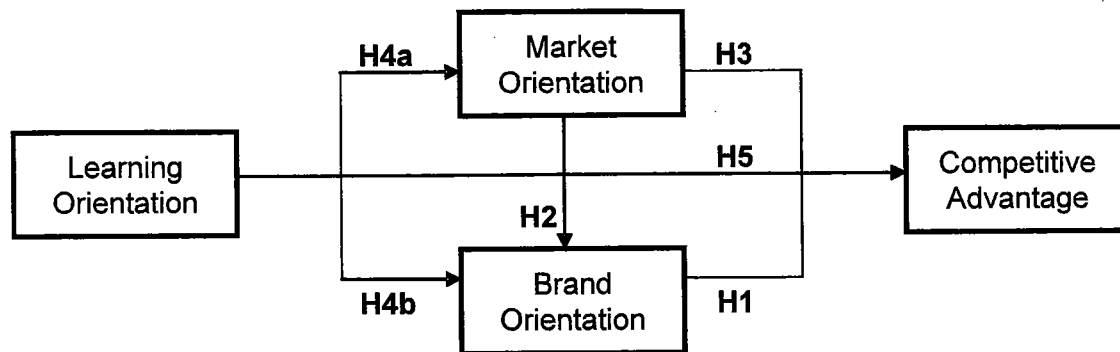 Market
Orientation
H4a
H3
Learning
Orientation
H5
Competitive
Advantage
H2
Brand
Orientation
H4b
H1